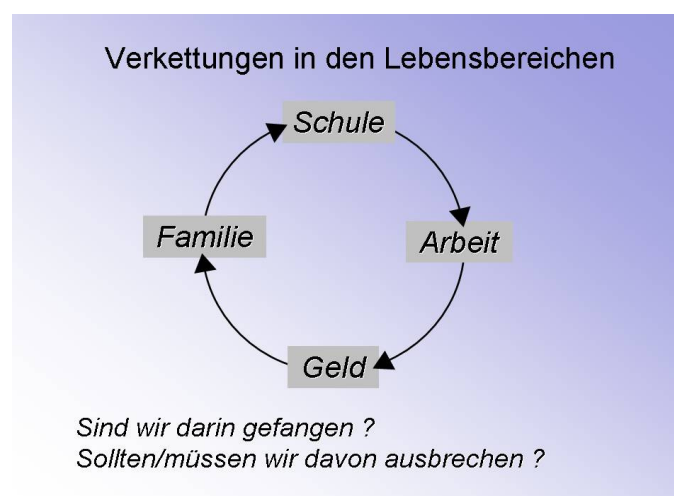 Verkettungen in den Lebensbereichen
Schule
Familie
Arbeit
Geld
Sind wir darin gefangen ?
Sollten/müssen wir davon ausbrechen ?